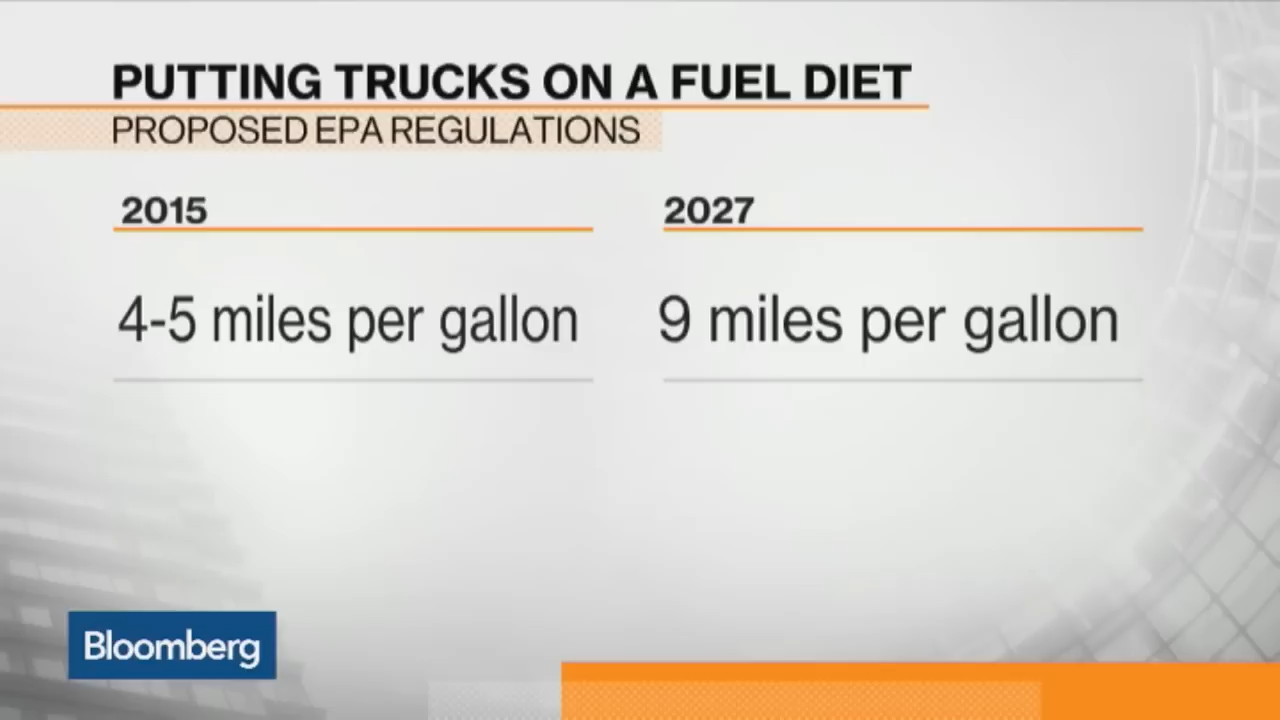 PUTTING TRUCKS ON A FUEL DIET
PROPOSED EPA REGULATIONS
2015
2027
4-5 miles per gallon
9 miles per gallon
Bloomberg